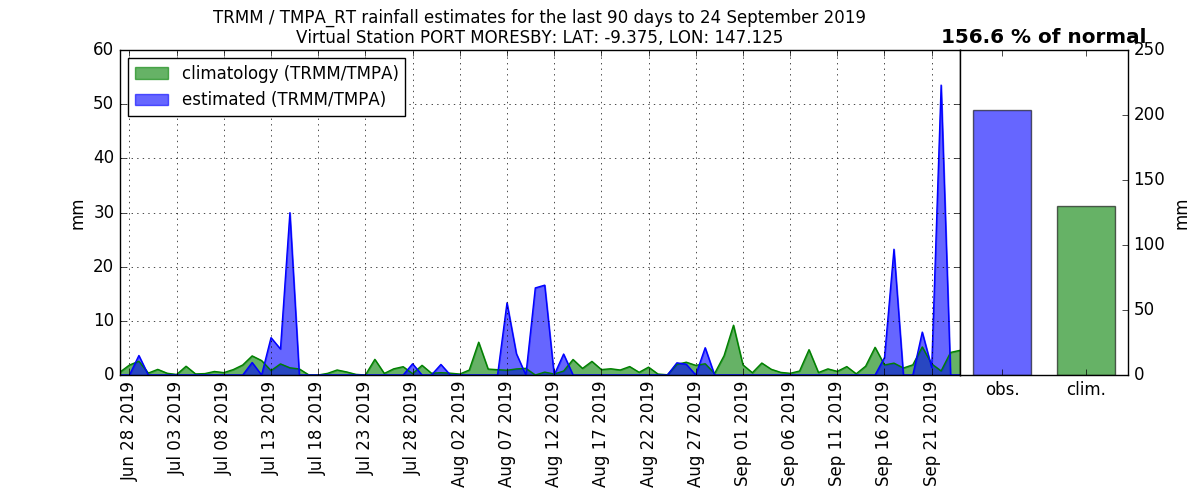 TRMM / TMPA_RT rainfall estimates for the last 90 days to 24 September 2019
Virtual Station PORT MORESBY: LAT: -9.375, LON: 147.125
156.6 % of normal
climatology (TRMM/TMPA)
estimated (TRMM/TMPA)
60
50
40
30
20
10
0
mm
250
200
150
100
50
0
mm
Jun 28 2019
Jul 03 2019
Jul 08 2019
Jul 13 2019
Jul 18 2019
Jul 23 2019
Jul 28 2019
Aug 02 2019
Aug 07 2019
Aug 12 2019
Aug 17 2019
Aug 22 2019
Aug 27 2019
Sep 01 2019
Sep 06 2019
Sep 11 2019
Sep 16 2019
Sep 21 2019
obs.
clim.